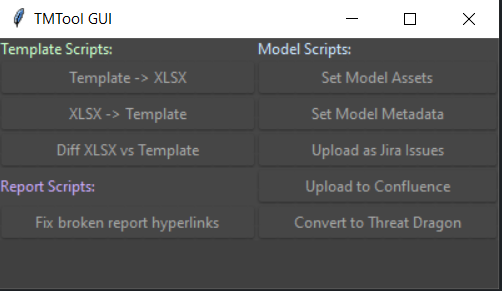 TMTool GUI
Template Scripts:
Template -> XLSX
XLSX -> Template
Diff XLSX vs Template
Report Scripts:
Fix broken report hyperlinks
Model Scripts:
Set Model Assets
Set Model Metadata
Upload as Jira Issues
Upload to Confluence
Convert to Threat Dragon